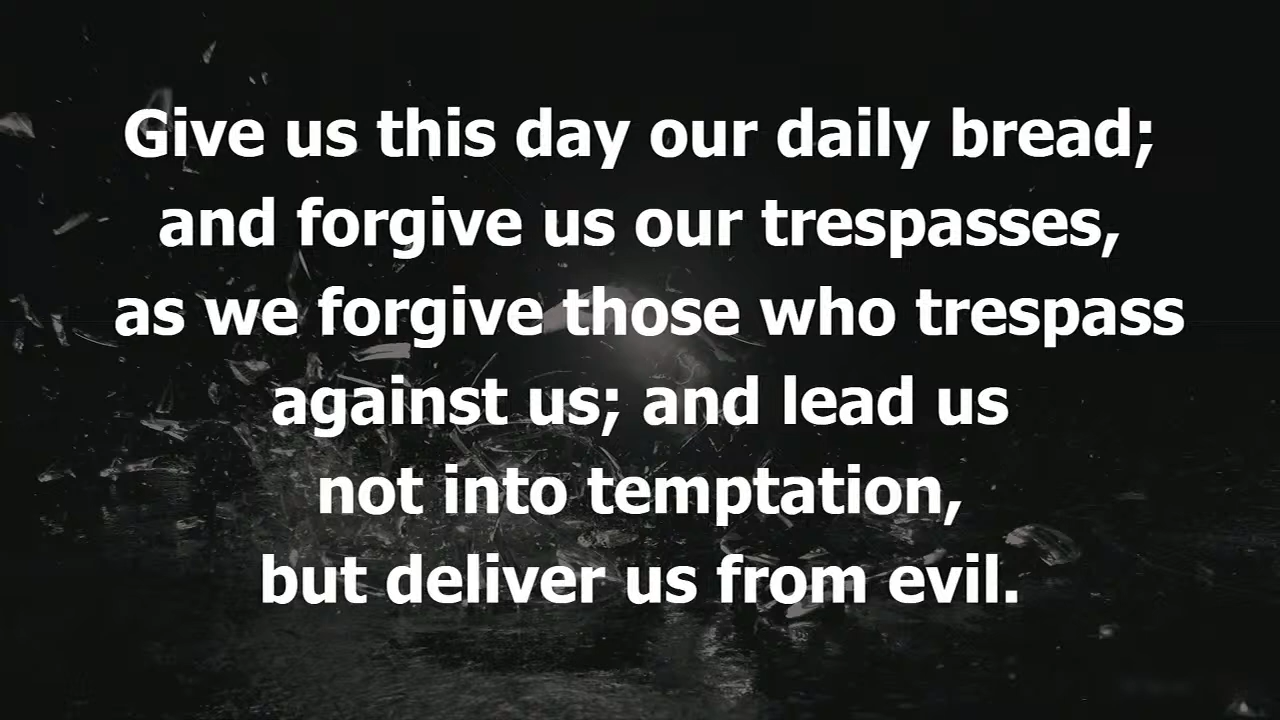 Give us this day our daily bread;
and forgive us our trespasses,
as we forgive those who trespass
against us; and lead us
not into temptation,
but deliver us from evil.